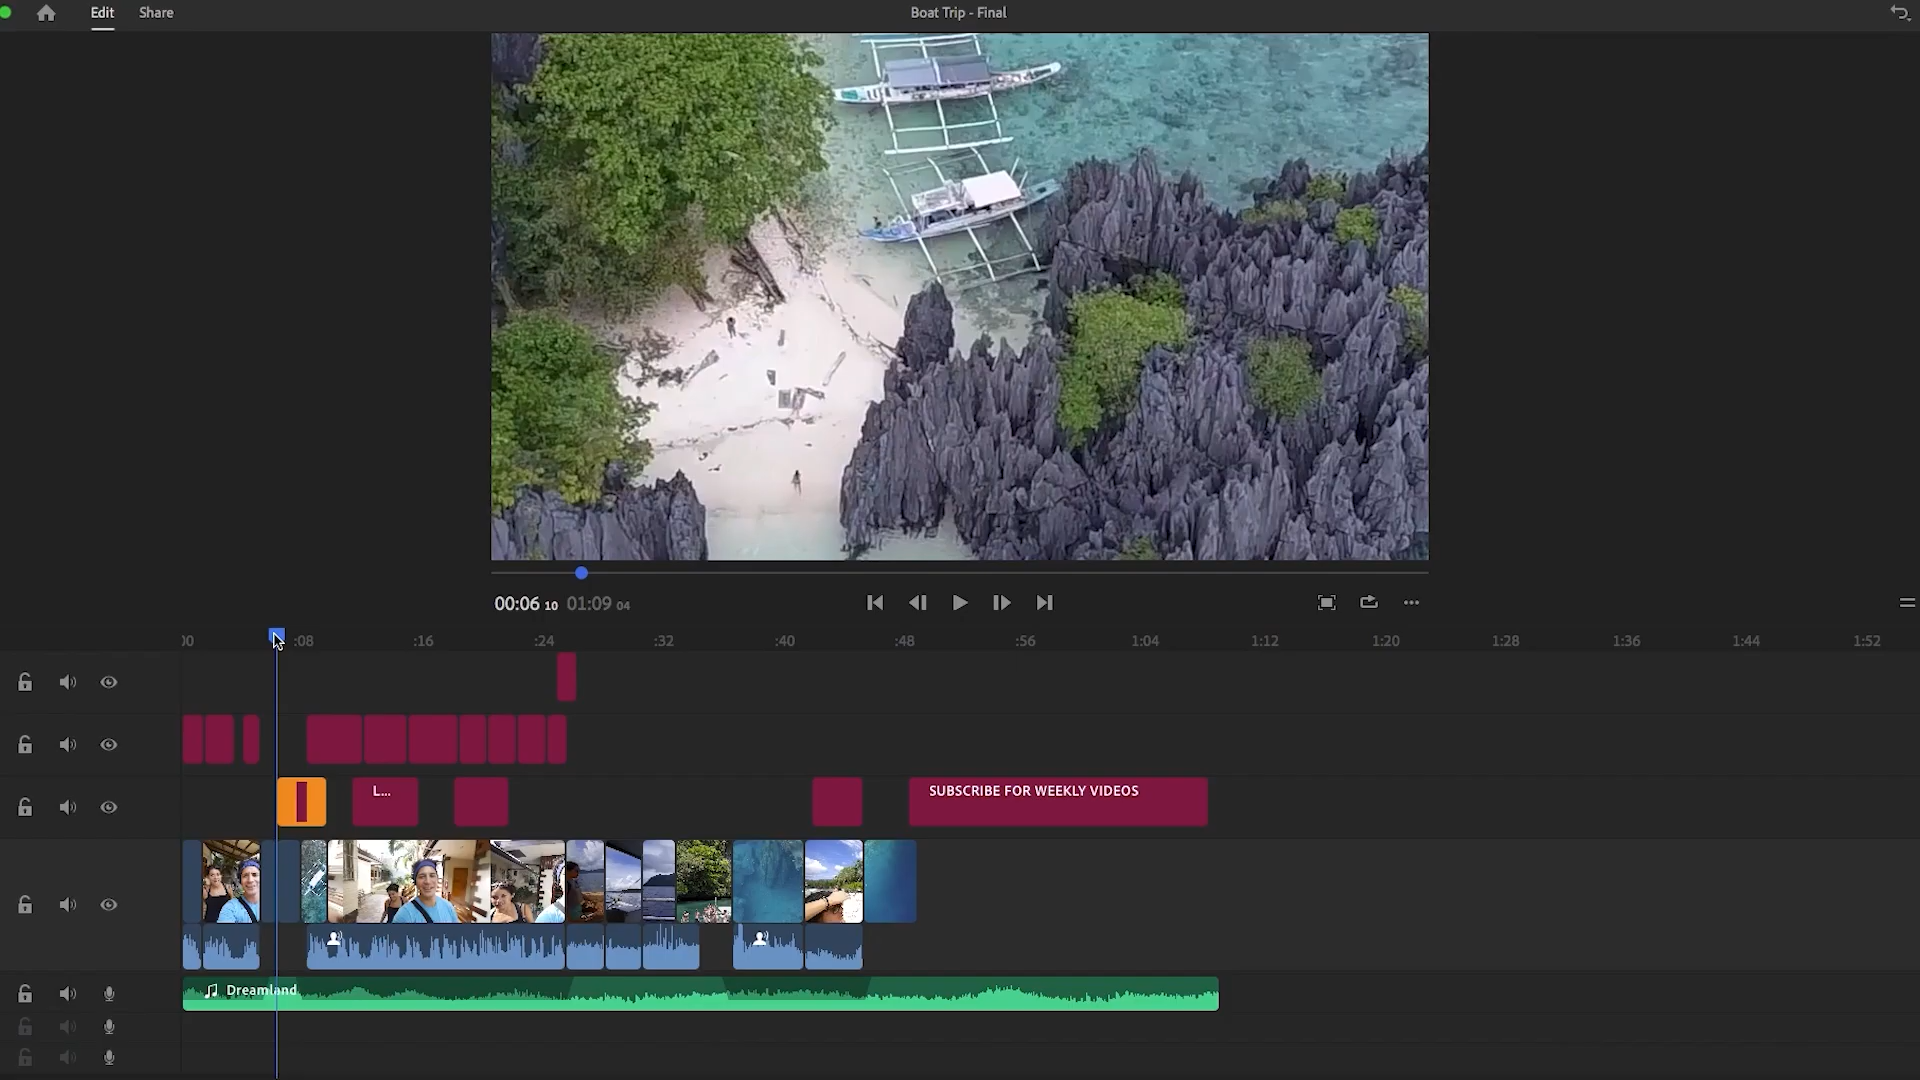 Edit Share Boat Trip - Final
00:06 10 01:09 04
00 :08 :16 :24 :32 :40 :48 :56 1:04 1:12 1:20 1:28 1:36 1:44 1:52
L... SUBSCRIBE FOR WEEKLY VIDEOS
Dreamland